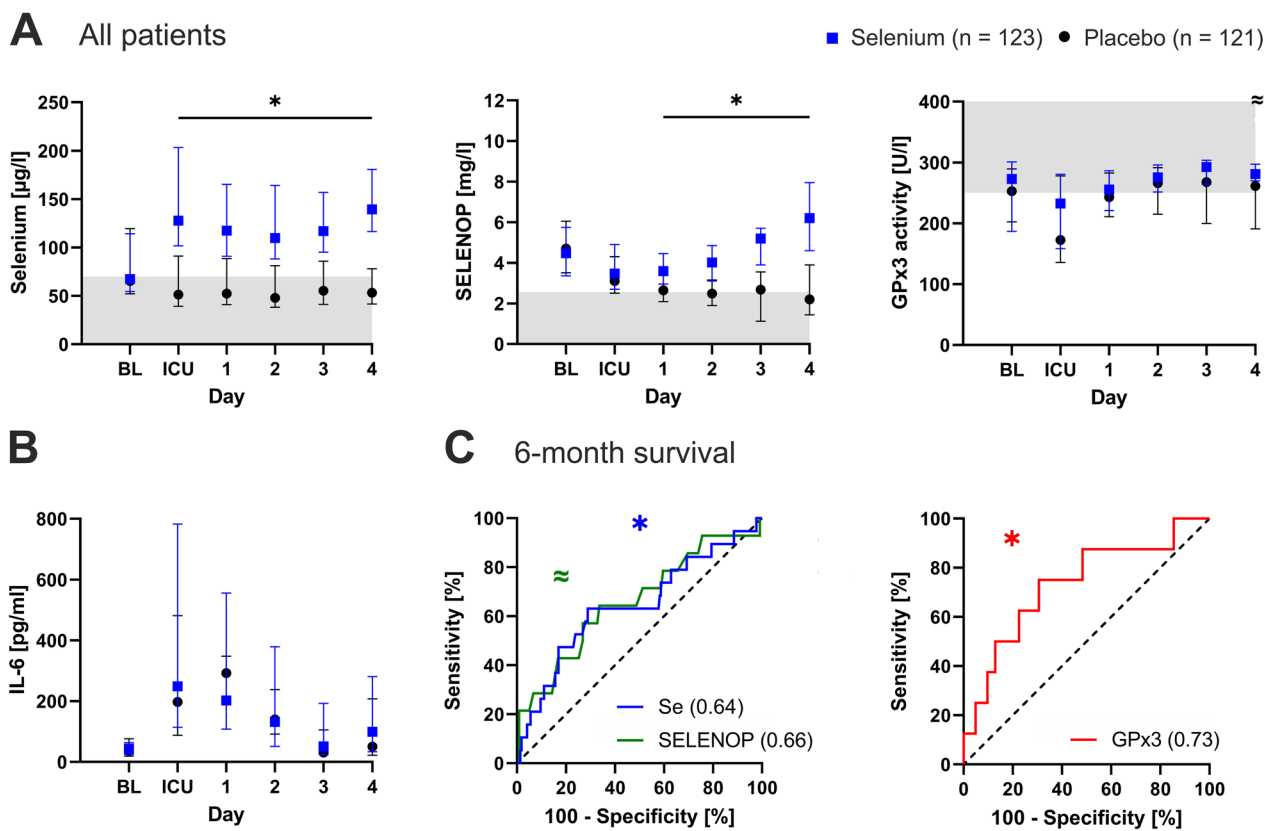 A All patients
Selenium (n = 123) Placebo (n = 121)
Selenium [µg/l]
250
200
150
100
50
0
*
BL ICU 1 2 3 4
Day
SELENOP [mg/l]
12
10
8
6
4
2
0
*
BL ICU 1 2 3 4
Day
GPx3 activity [U/l]
400
300
200
100
0
≈
BL ICU 1 2 3 4
Day
B
IL-6 [pg/ml]
800
600
400
200
0
BL ICU 1 2 3 4
Day
C 6-month survival
Sensitivity [%]
100
80
60
40
20
0
*
≈
Se (0.64)
SELENOP (0.66)
0 20 40 60 80 100
100 - Specificity [%]
Sensitivity [%]
100
80
60
40
20
0
*
GPx3 (0.73)
0 20 40 60 80 100
100 - Specificity [%]